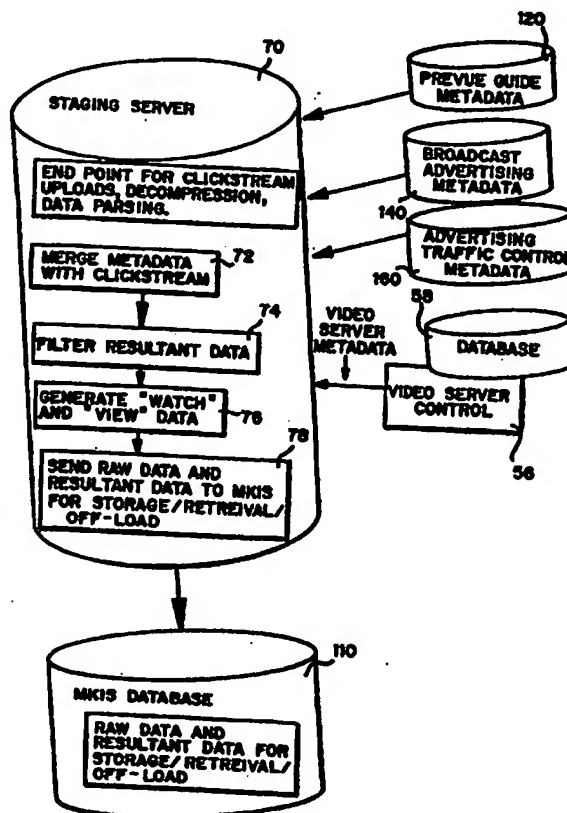 70
STAGING SERVER
END POINT FOR CLICKSTREAM
UPLOADS, DECOMPRESSION,
DATA PARSING.
72
MERGE METADATA
WITH CLICKSTREAM
74
FILTER RESULTANT DATA
GENERATE "WATCH"
AND "VIEW" DATA
76
78
SEND RAW DATA AND
RESULTANT DATA TO MKIS
FOR STORAGE/RETREIVAL/
OFF-LOAD
120
PREVUE GUIDE
METADATA
BROADCAST
ADVERTISING
METADATA
140
ADVERTISING
TRAFFIC CONTROL
METADATA
160
VIDEO
SERVER
METADATA
58
DATABASE
VIDEO SERVER
CONTROL
56
110
MKIS DATABASE
RAW DATA AND
RESULTANT DATA FOR
STORAGE/RETREIVAL/
OFF-LOAD